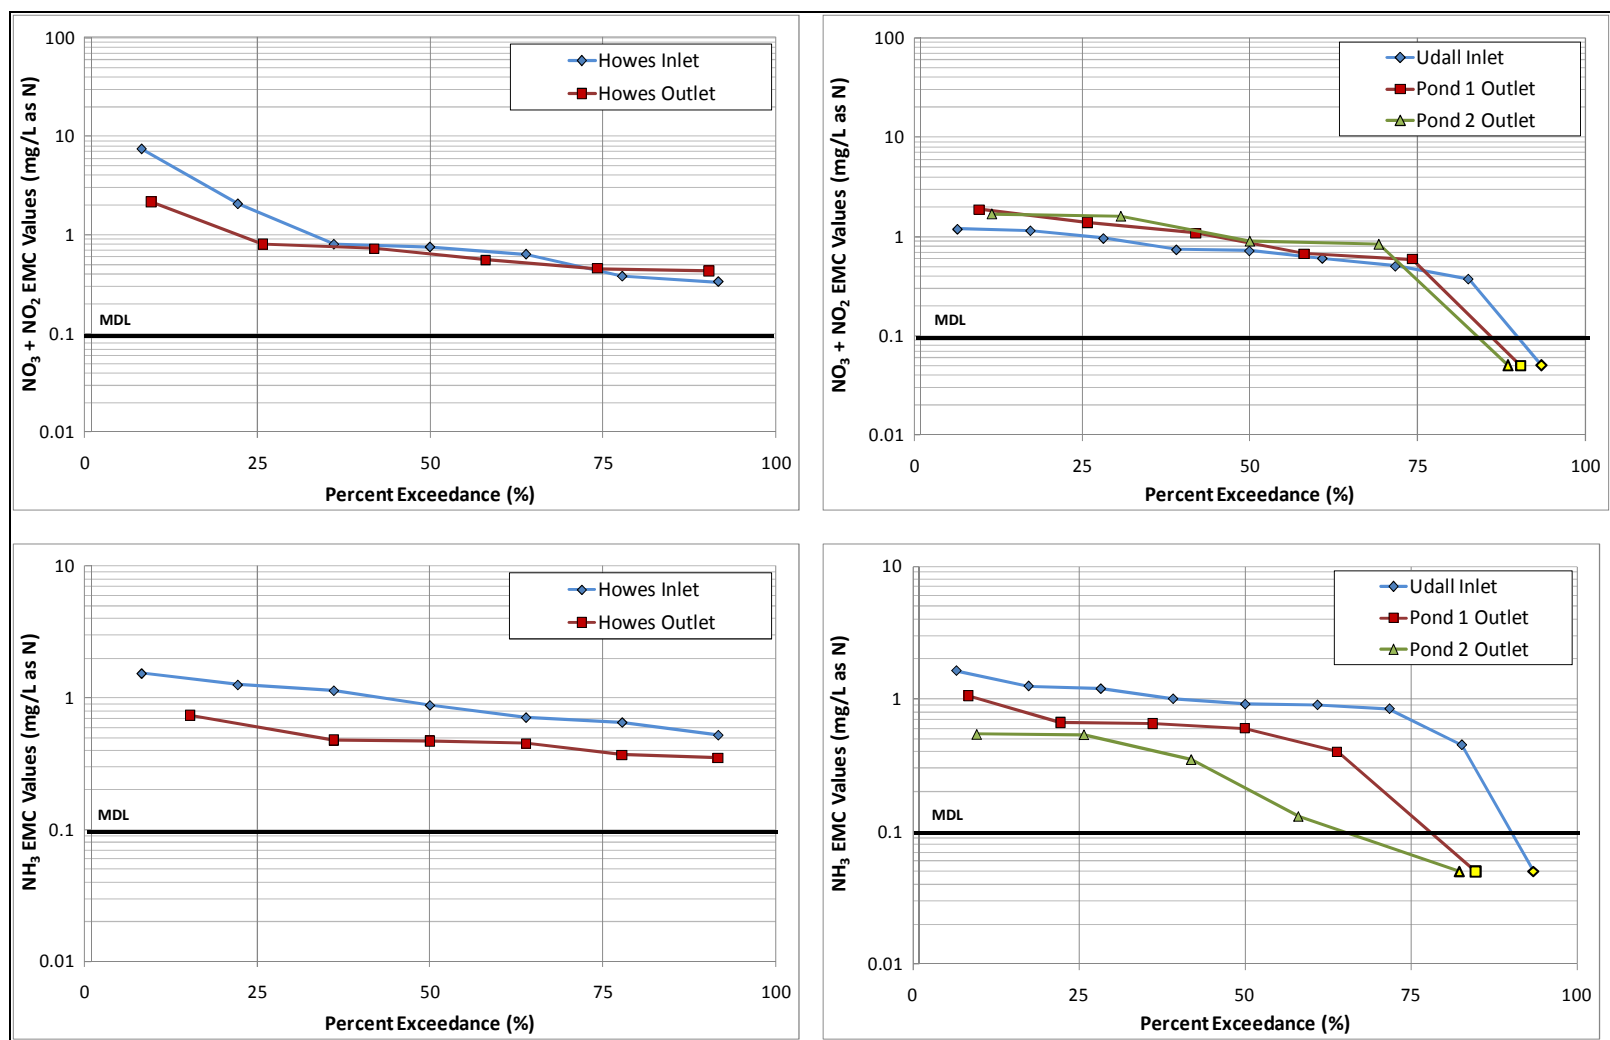 NO3 + NO2 EMC Values (mg/L as N)
100
10
1
0.1
0.01
MDL
Howes Inlet
Howes Outlet
0 25 50 75 100
Percent Exceedance (%)
NO3 + NO2 EMC Values (mg/L as N)
100
10
1
0.1
0.01
MDL
Udall Inlet
Pond 1 Outlet
Pond 2 Outlet
0 25 50 75 100
Percent Exceedance (%)
NH3 EMC Values (mg/L as N)
10
1
0.1
0.01
MDL
Howes Inlet
Howes Outlet
0 25 50 75 100
Percent Exceedance (%)
NH3 EMC Values (mg/L as N)
10
1
0.1
0.01
MDL
Udall Inlet
Pond 1 Outlet
Pond 2 Outlet
0 25 50 75 100
Percent Exceedance (%)